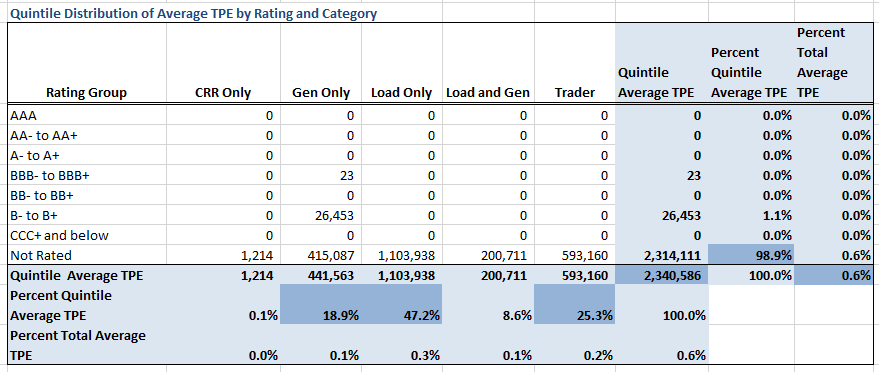 Quintile Distribution of Average TPE by Rating and Category
Rating Group CRR Only Gen Only Load Only Load and Gen Trader Quintile Average TPE Percent Quintile Average TPE Percent Total Average TPE
AAA 0 0 0 0 0 0 0.0% 0.0%
AA- to AA+ 0 0 0 0 0 0 0.0% 0.0%
A- to A+ 0 0 0 0 0 0 0.0% 0.0%
BBB- to BBB+ 0 23 0 0 0 23 0.0% 0.0%
BB- to BB+ 0 0 0 0 0 0 0.0% 0.0%
B- to B+ 0 26,453 0 0 0 26,453 1.1% 0.0%
CCC+ and below 0 0 0 0 0 0 0.0% 0.0%
Not Rated 1,214 415,087 1,103,938 200,711 593,160 2,314,111 98.9% 0.6%
Quintile Average TPE 1,214 441,563 1,103,938 200,711 593,160 2,340,586 100.0% 0.6%
Percent Quintile
Average TPE 0.1% 18.9% 47.2% 8.6% 25.3% 100.0%
Percent Total Average
TPE 0.0% 0.1% 0.3% 0.1% 0.2% 0.6%